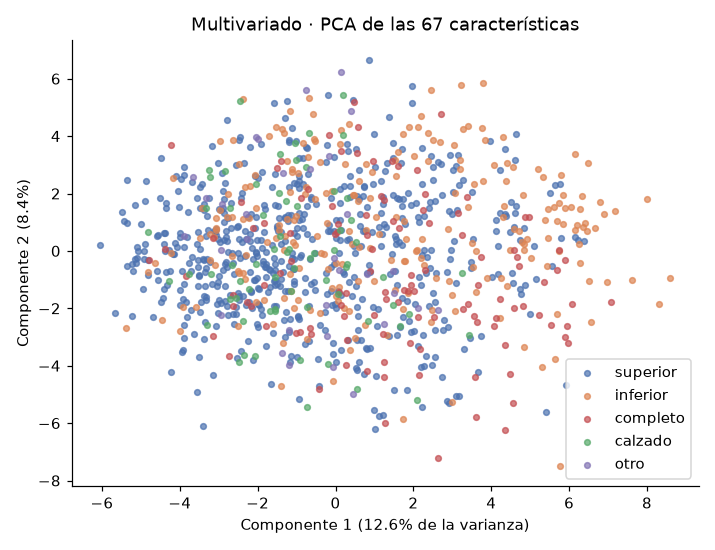 Multivariado · PCA de las 67 características
Componente 2 (8.4%)
6
4
2
0
−2
−4
−6
−8
−6
−4
−2
0
2
4
6
8
Componente 1 (12.6% de la varianza)
superior
inferior
completo
calzado
otro